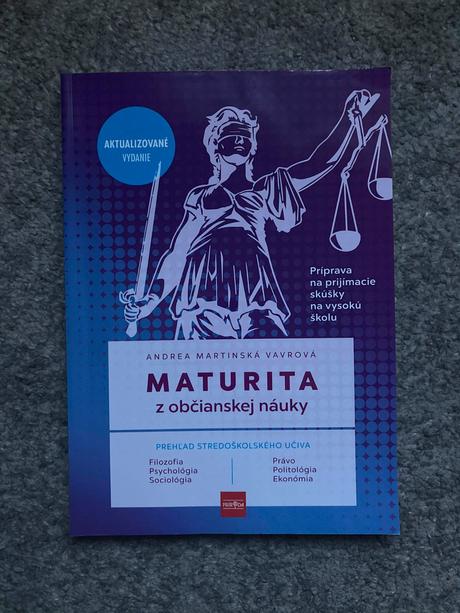 AKTUALIZOVANÉ
VYDANIE
Príprava
na prijímacie
skúšky
na vysokú
školu
ANDREA MARTINSKÁ VAVROVÁ
MATURITA
z občianskej náuky
PREHĽAD STREDOŠKOLSKÉHO UČIVA
Filozofia
Psychológia
Sociológia
Právo
Politológia
Ekonómia
PRÍRODA